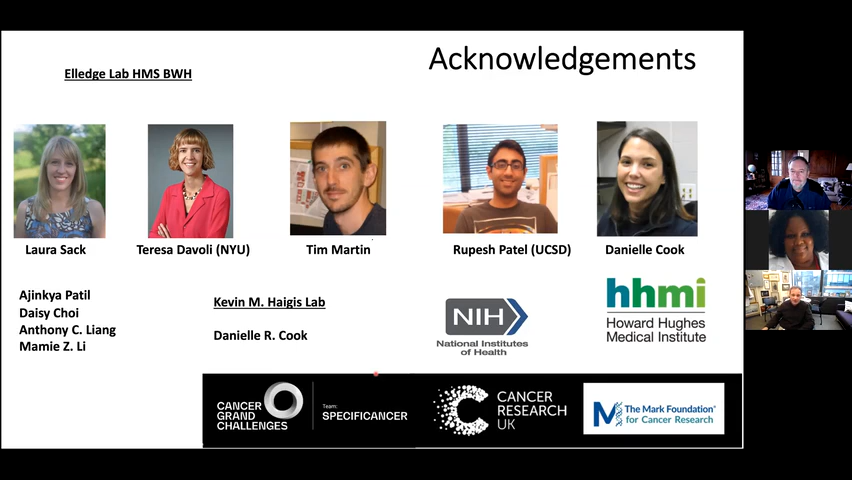 Acknowledgements
Elledge Lab HMS BWH
Laura Sack
Teresa Davoli (NYU)
Tim Martin
Rupesh Patel (UCSD)
Danielle Cook
Ajinkya Patil
Daisy Choi
Anthony C. Liang
Mamie Z. Li
Kevin M. Haigis Lab
Danielle R. Cook
NIH
National Institutes
of Health
hhmi
Howard Hughes
Medical Institute
CANCER
GRAND
CHALLENGES
Team:
SPECIFICANCER
CANCER
RESEARCH
UK
The Mark Foundation®
for Cancer Research